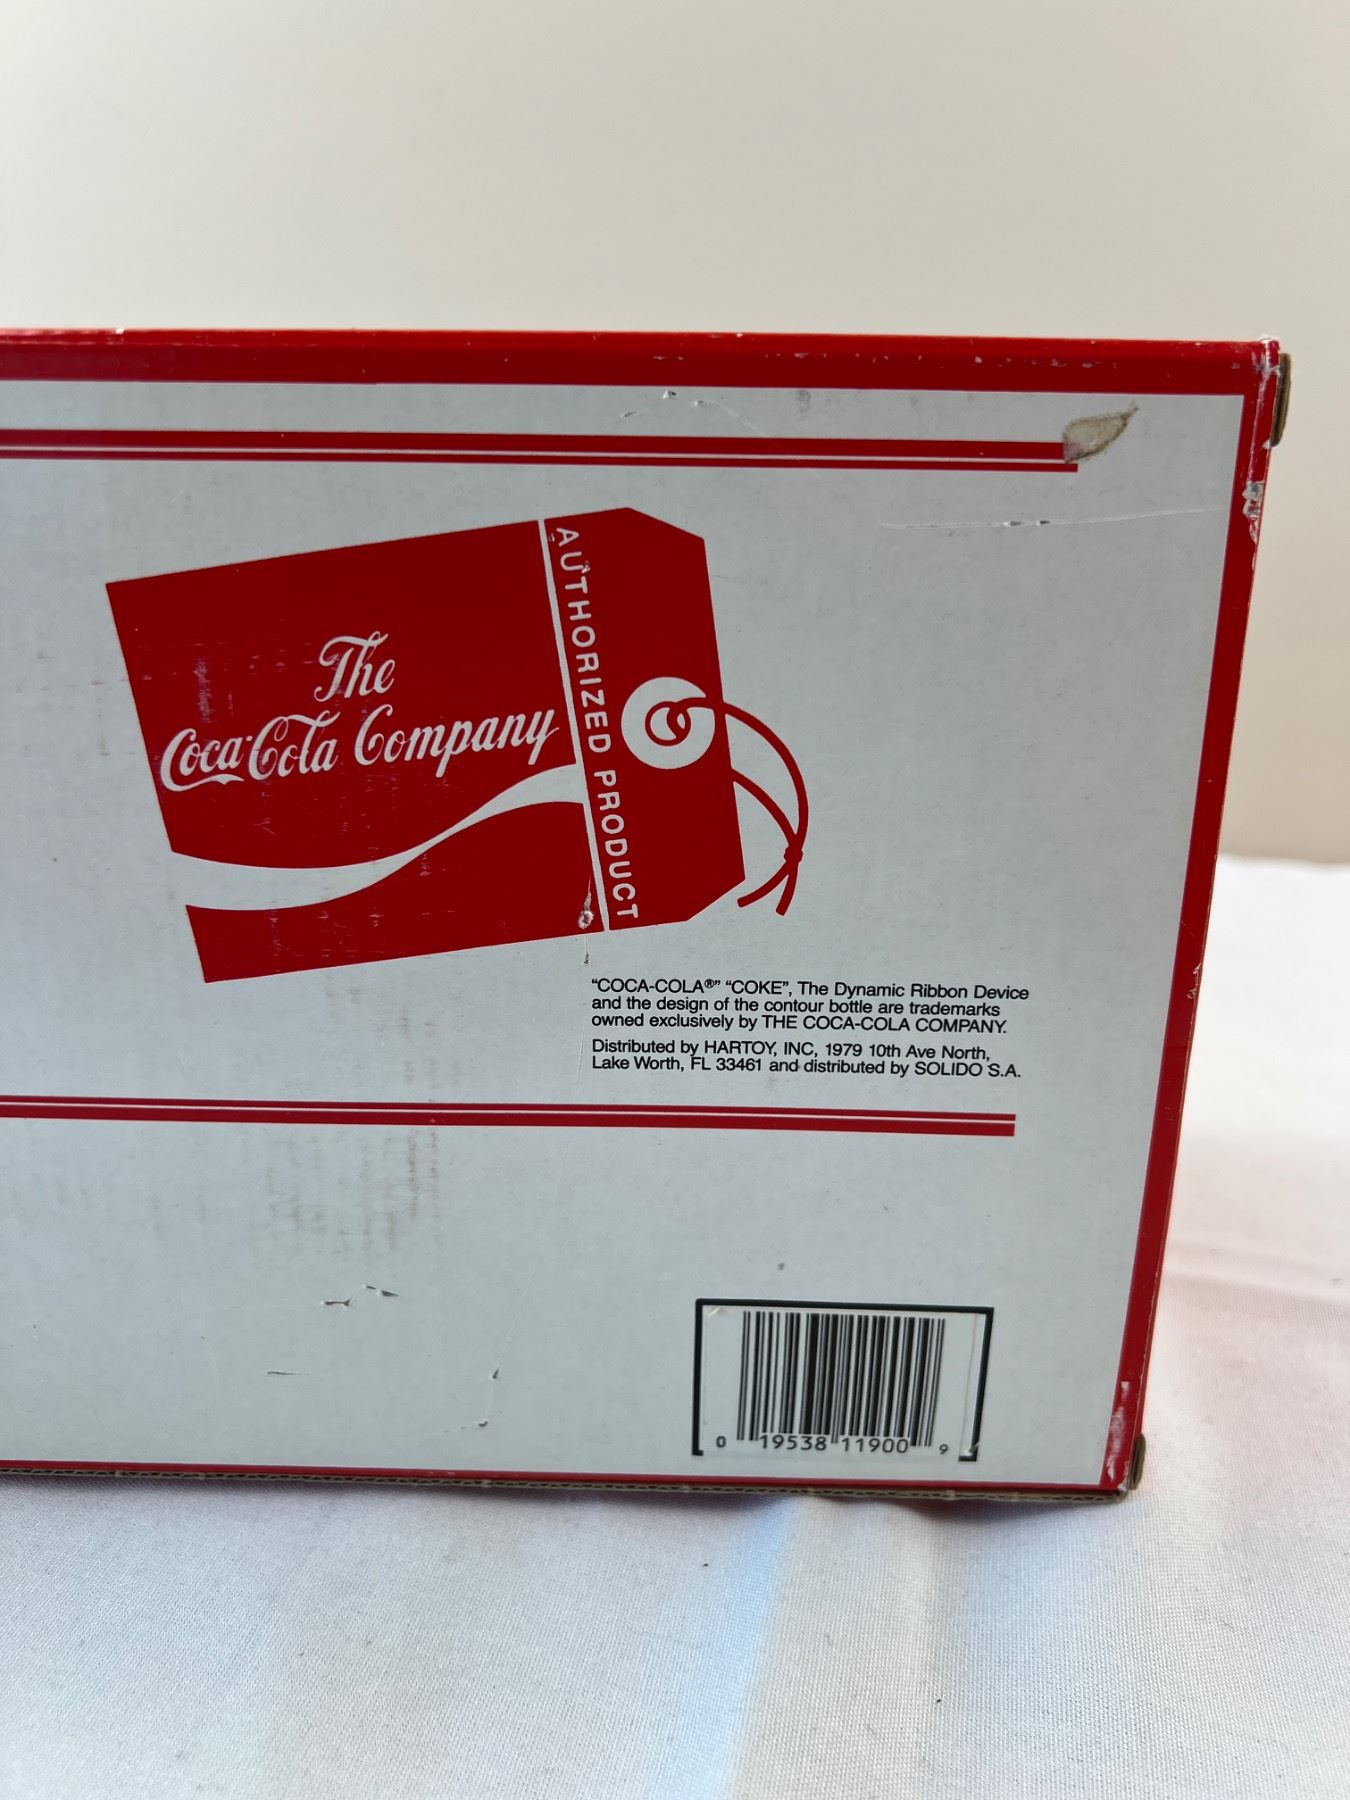 The
Coca-Cola Company
AUTHORIZED PRODUCT
“COCA-COLA®” “COKE”, The Dynamic Ribbon Device
and the design of the contour bottle are trademarks
owned exclusively by THE COCA-COLA COMPANY.
Distributed by HARTOY, INC, 1979 10th Ave North,
Lake Worth, FL 33461 and distributed by SOLIDO S.A.
0 19538 11900 9